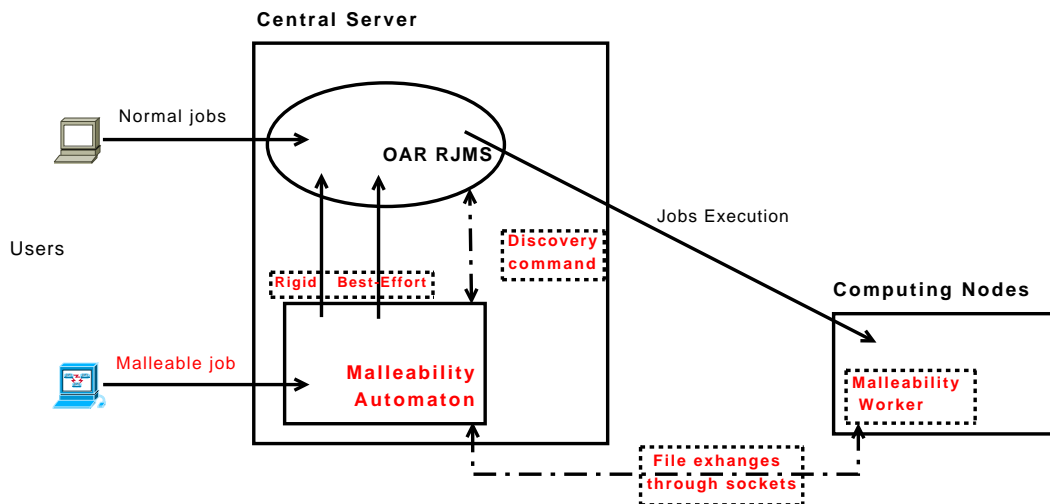 Central Server
Normal jobs
OAR RJMS
Jobs Execution
Users
Discovery
command
Rigid Best-Effort
Computing Nodes
Malleable job
Malleability
Automaton
Malleability
Worker
File exhanges
through sockets